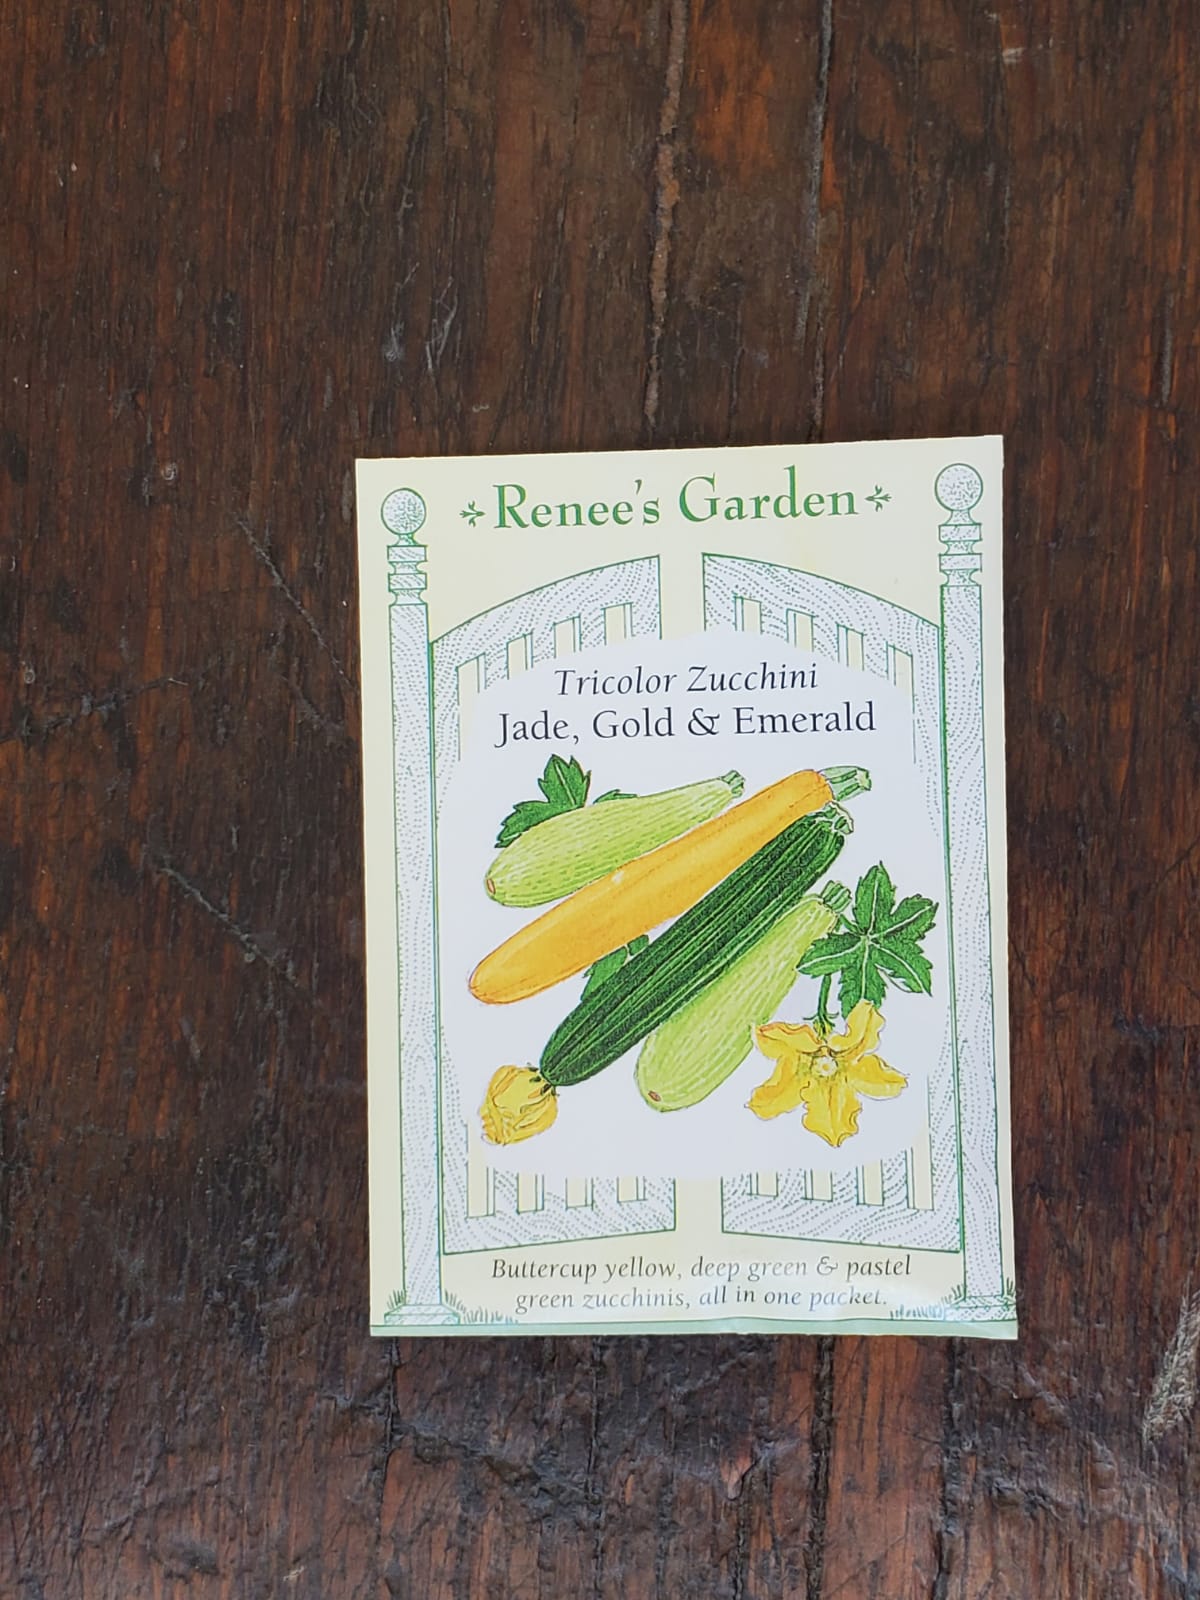 Renee's Garden
Tricolor Zucchini
Jade, Gold & Emerald
Buttercup yellow, deep green & pastel
green zucchinis, all in one packet.